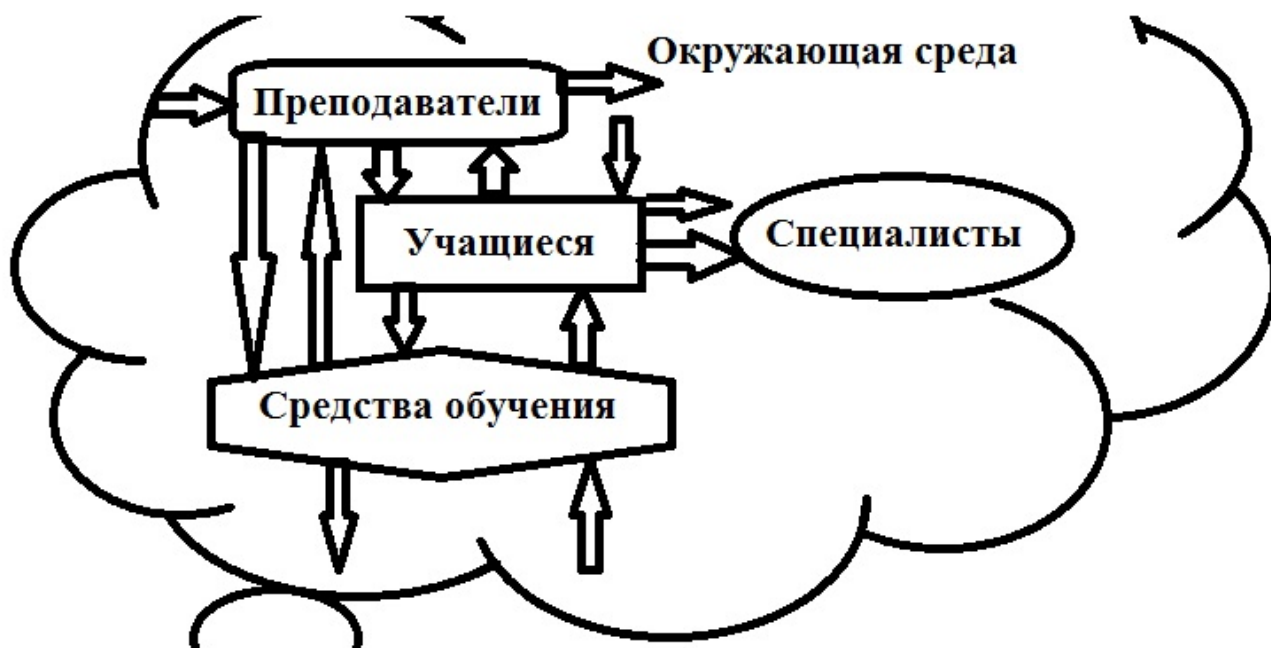 Окружающая среда
Преподаватели
Учащиеся
Специалисты
Средства обучения